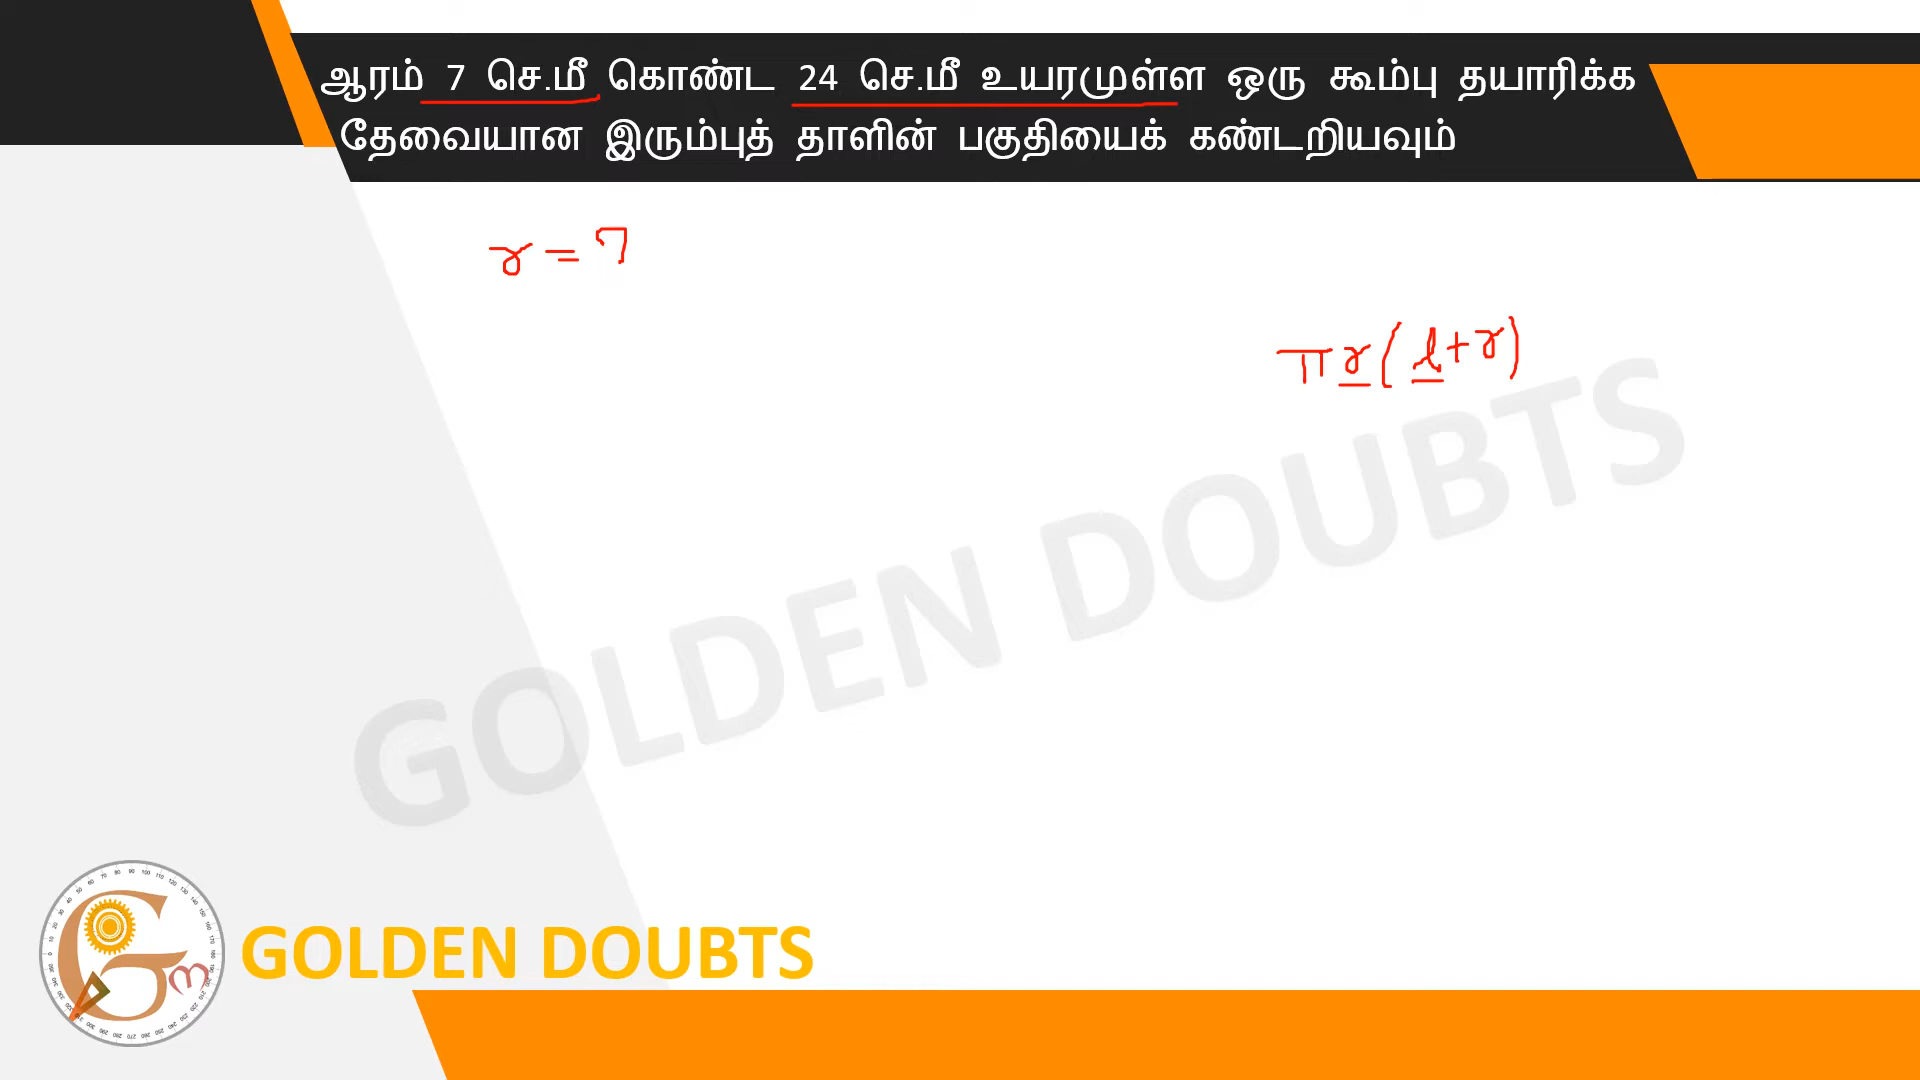 ஆரம் 7 செ.மீ கொண்ட 24 செ.மீ உயரமுள்ள ஒரு கூம்பு தயாரிக்க
தேவையான இரும்புத் தாளின் பகுதியைக் கண்டறியவும்
r = 7
πr(l+r)
GOLDEN DOUBTS
GOLDEN DOUBTS